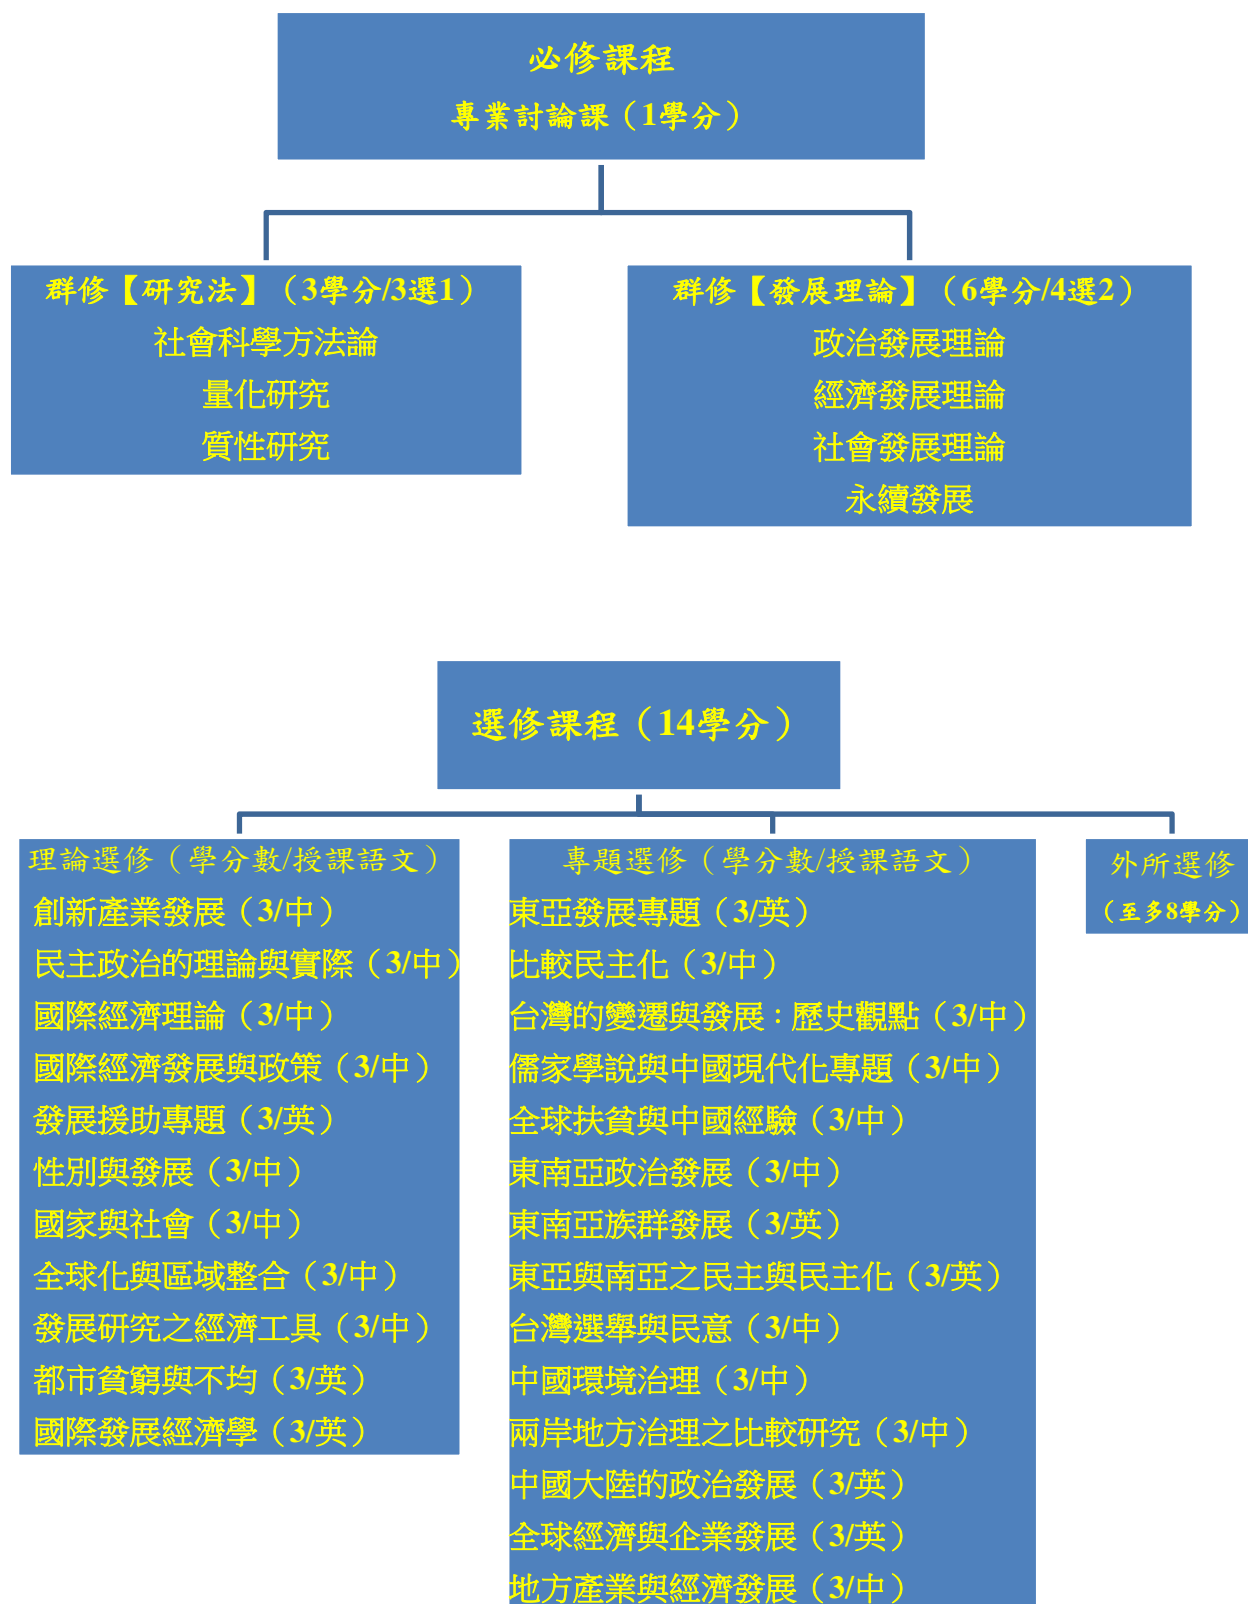 必修課程
專業討論課（1學分）
群修【研究法】（3學分/3選1）
社會科學方法論
量化研究
質性研究
群修【發展理論】（6學分/4選2）
政治發展理論
經濟發展理論
社會發展理論
永續發展
選修課程（14學分）
理論選修（學分數/授課語文）
創新產業發展（3/中）
民主政治的理論與實際（3/中）
國際經濟理論（3/中）
國際經濟發展與政策（3/中）
發展援助專題（3/英）
性別與發展（3/中）
國家與社會（3/中）
全球化與區域整合（3/中）
發展研究之經濟工具（3/中）
都市貧窮與不均（3/英）
國際發展經濟學（3/英）
專題選修（學分數/授課語文）
東亞發展專題（3/英）
比較民主化（3/中）
台灣的變遷與發展：歷史觀點（3/中）
儒家學說與中國現代化專題（3/中）
全球扶貧與中國經驗（3/中）
東南亞政治發展（3/中）
東南亞族群發展（3/英）
東亞與南亞之民主與民主化（3/英）
台灣選舉與民意（3/中）
中國環境治理（3/中）
兩岸地方治理之比較研究（3/中）
中國大陸的政治發展（3/英）
全球經濟與企業發展（3/英）
地方產業與經濟發展（3/中）
外所選修
（至多8學分）